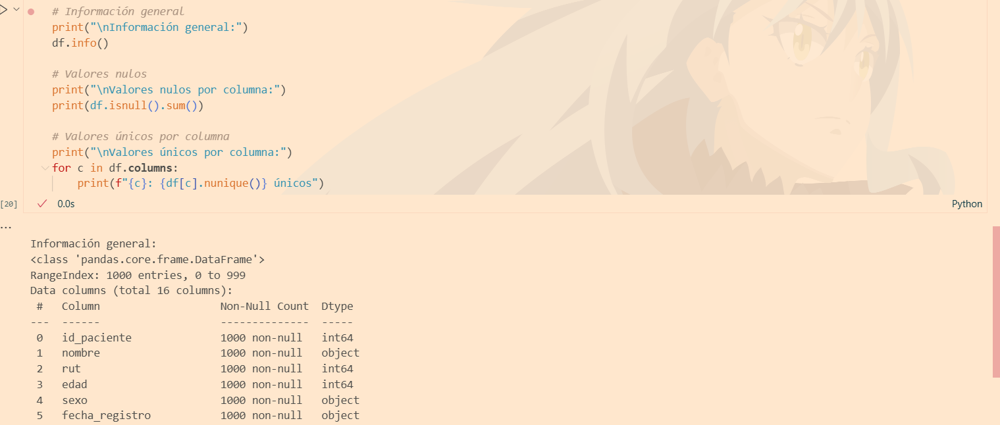 # Información general
print("\nInformación general:")
df.info()
# Valores nulos
print("\nValores nulos por columna:")
print(df.isnull().sum())
# Valores únicos por columna
print("\nValores únicos por columna:")
for c in df.columns:
    print(f"{c}: {df[c].nunique()} únicos")
[20] ✓ 0.0s Python
...
Información general:
<class 'pandas.core.frame.DataFrame'>
RangeIndex: 1000 entries, 0 to 999
Data columns (total 16 columns):
 #   Column                   Non-Null Count  Dtype
---  ------                   --------------  -----
 0   id_paciente              1000 non-null   int64
 1   nombre                   1000 non-null   object
 2   rut                      1000 non-null   int64
 3   edad                     1000 non-null   int64
 4   sexo                     1000 non-null   object
 5   fecha_registro           1000 non-null   object